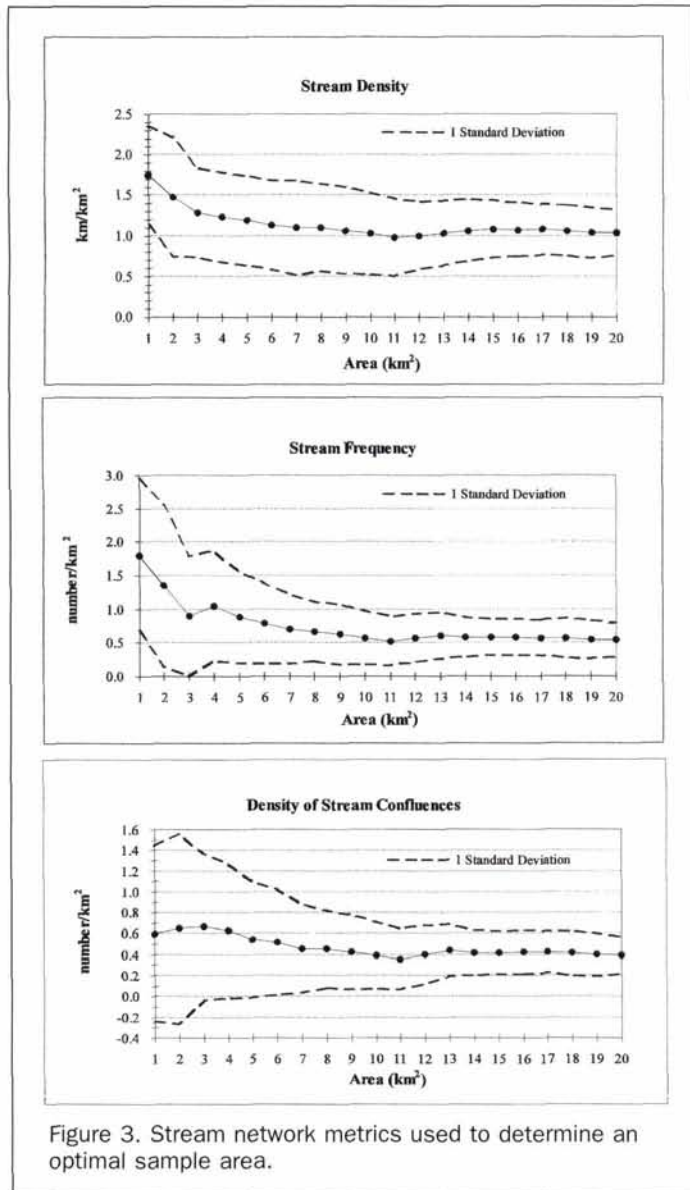 Stream Density
1 Standard Deviation
2.5
2.0
1.5
1.0
0.5
0.0
km/km²
1 2 3 4 5 6 7 8 9 10 11 12 13 14 15 16 17 18 19 20
Area (km²)
Stream Frequency
1 Standard Deviation
3.0
2.5
2.0
1.5
1.0
0.5
0.0
number/km²
1 2 3 4 5 6 7 8 9 10 11 12 13 14 15 16 17 18 19 20
Area (km²)
Density of Stream Confluences
1 Standard Deviation
1.6
1.4
1.2
1.0
0.8
0.6
0.4
0.2
0.0
-0.2
-0.4
number/km²
1 2 3 4 5 6 7 8 9 10 11 12 13 14 15 16 17 18 19 20
Area (km²)
Figure 3. Stream network metrics used to determine an
optimal sample area.